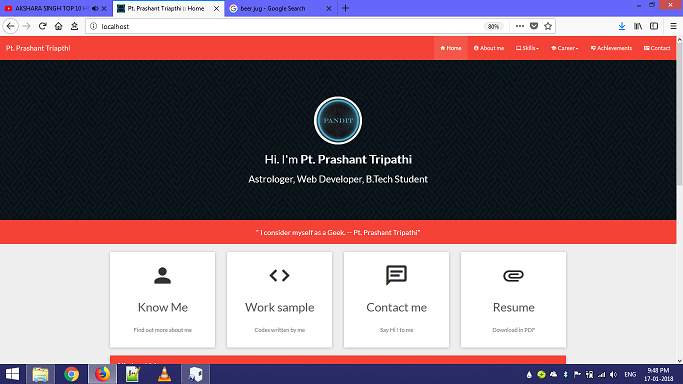 AKSHARA SINGH TOP 10 HI
Pt. Prashant Triapthi :: Home
beer jug - Google Search
localhost
80%
Pt. Prashant Triapthi
Home
About me
Skills
Career
Achievements
Contact
PANDIT
Hi. I'm Pt. Prashant Tripathi
Astrologer, Web Developer, B.Tech Student
" I consider myself as a Geek. -- Pt. Prashant Tripathi"
Know Me
Find out more about me
Work sample
Codes written by me
Contact me
Say Hi ! to me
Resume
Download in PDF
ENG
9:48 PM
17-01-2018